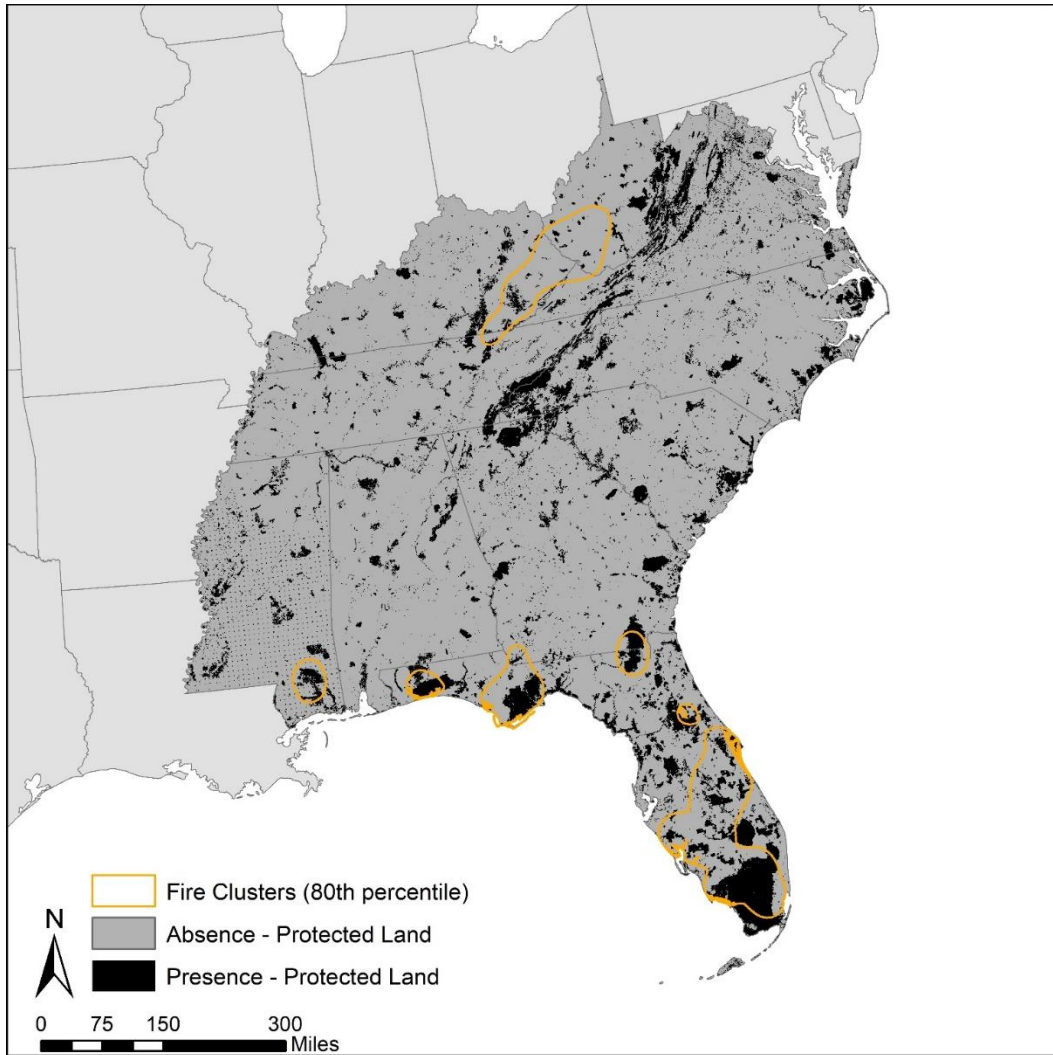 Fire Clusters (80th percentile)
N
Absence - Protected Land
Presence - Protected Land
0 75 150 300
Miles